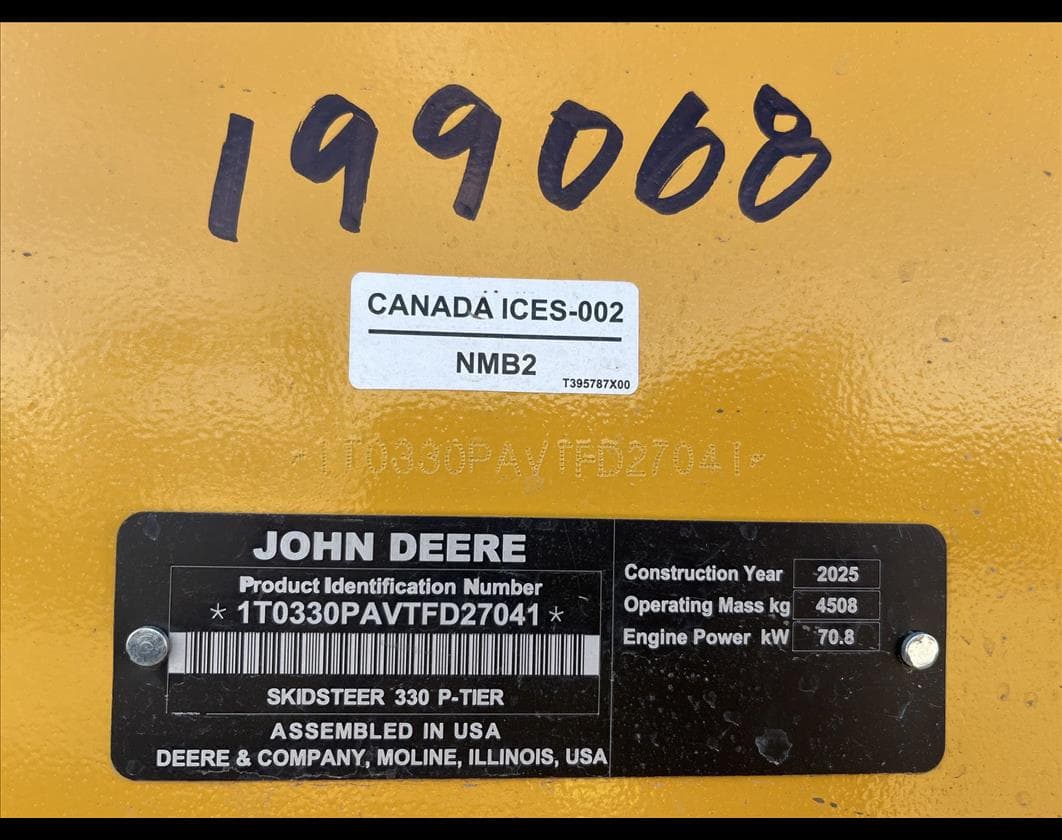 199068
CANADA ICES-002
NMB2
T395787X00
*1T0330PAVTFD27041*
JOHN DEERE
Product Identification Number
* 1T0330PAVTFD27041 *
SKIDSTEER 330 P-TIER
ASSEMBLED IN USA
DEERE & COMPANY, MOLINE, ILLINOIS, USA
Construction Year 2025
Operating Mass kg 4508
Engine Power kW 70.8